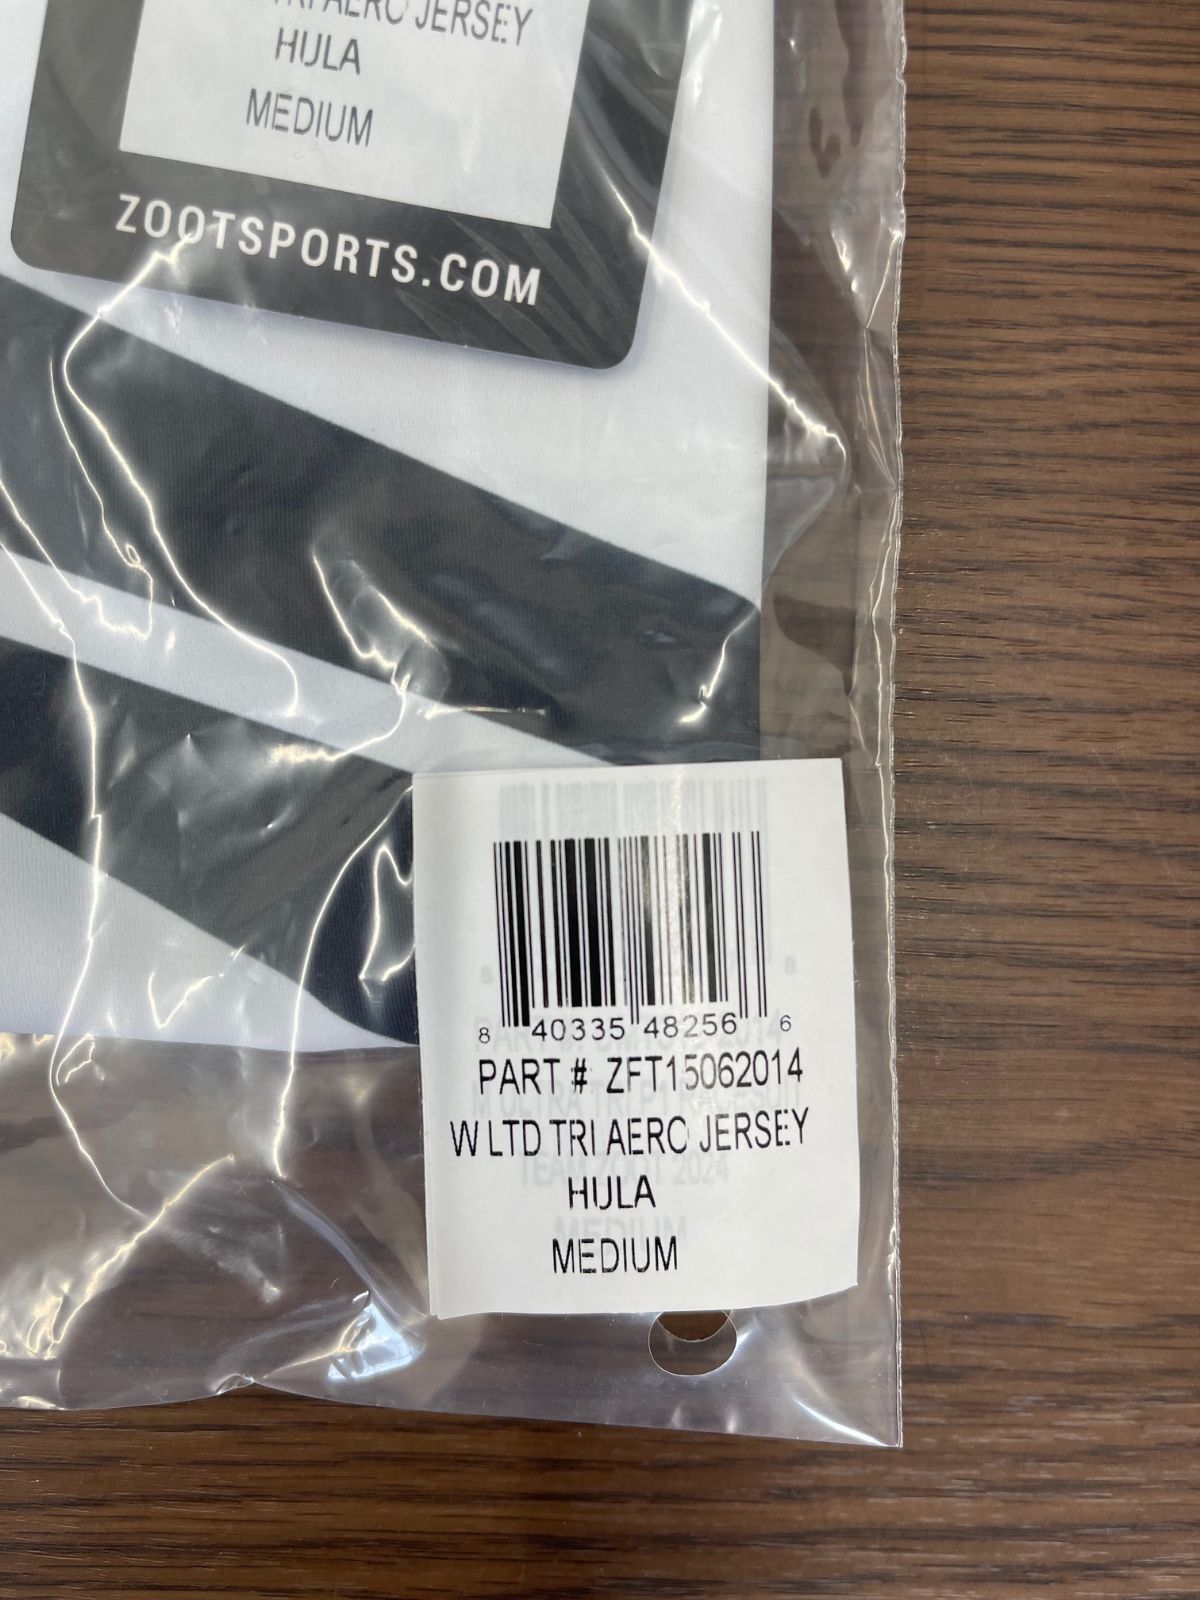 TRI AERO JERSEY
HULA
MEDIUM
ZOOTSPORTS.COM
8 40335 48256 6
PART # ZFT15062014
W LTD TRI AERO JERSEY
HULA
MEDIUM